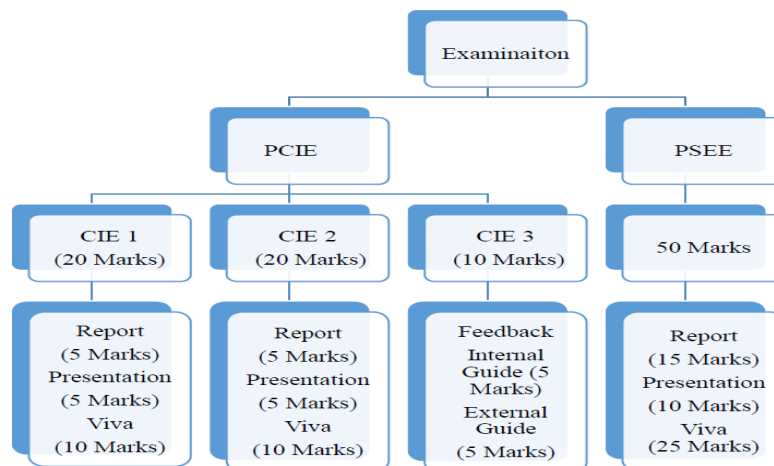 Examinaiton
PCIE
PSEE
CIE 1
(20 Marks)
CIE 2
(20 Marks)
CIE 3
(10 Marks)
50 Marks
Report
(5 Marks)
Presentation
(5 Marks)
Viva
(10 Marks)
Report
(5 Marks)
Presentation
(5 Marks)
Viva
(10 Marks)
Feedback
Internal
Guide (5
Marks)
External
Guide
(5 Marks)
Report
(15 Marks)
Presentation
(10 Marks)
Viva
(25 Marks)